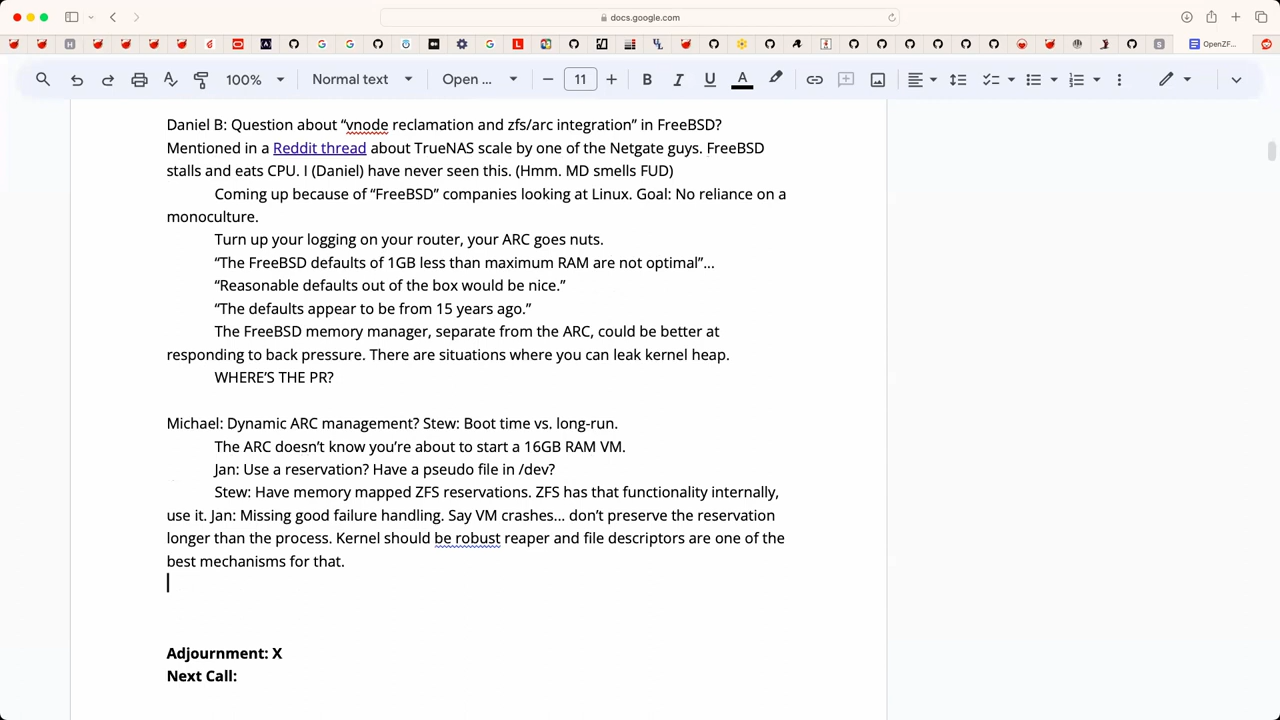 docs.google.com
OpenZF...
100%
Normal text
Open ...
11
B I U A
Daniel B: Question about “vnode reclamation and zfs/arc integration” in FreeBSD?
Mentioned in a Reddit thread about TrueNAS scale by one of the Netgate guys. FreeBSD
stalls and eats CPU. I (Daniel) have never seen this. (Hmm. MD smells FUD)
Coming up because of “FreeBSD” companies looking at Linux. Goal: No reliance on a
monoculture.
Turn up your logging on your router, your ARC goes nuts.
“The FreeBSD defaults of 1GB less than maximum RAM are not optimal”...
“Reasonable defaults out of the box would be nice.”
“The defaults appear to be from 15 years ago.”
The FreeBSD memory manager, separate from the ARC, could be better at
responding to back pressure. There are situations where you can leak kernel heap.
WHERE’S THE PR?
Michael: Dynamic ARC management? Stew: Boot time vs. long-run.
The ARC doesn’t know you’re about to start a 16GB RAM VM.
Jan: Use a reservation? Have a pseudo file in /dev?
Stew: Have memory mapped ZFS reservations. ZFS has that functionality internally,
use it. Jan: Missing good failure handling. Say VM crashes... don’t preserve the reservation
longer than the process. Kernel should be robust reaper and file descriptors are one of the
best mechanisms for that.
Adjournment: X
Next Call: